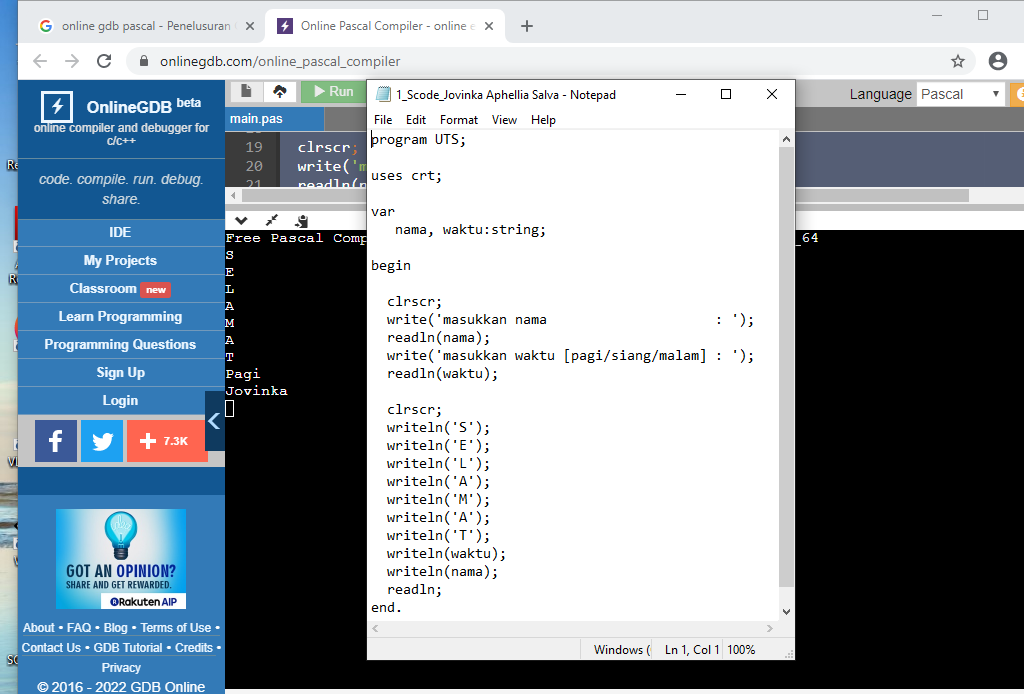 online gdb pascal - Penelusuran
Online Pascal Compiler - online e
onlinegdb.com/online_pascal_compiler
OnlineGDB beta
online compiler and debugger for
c/c++
code. compile. run. debug.
share.
IDE
My Projects
Classroom new
Learn Programming
Programming Questions
Sign Up
Login
7.3K
GOT AN OPINION?
SHARE AND GET REWARDED.
Rakuten AIP
About • FAQ • Blog • Terms of Use •
Contact Us • GDB Tutorial • Credits •
Privacy
© 2016 - 2022 GDB Online
Run
Language Pascal
main.pas
19 clrscr;
20 write('m
21 readln(n
Free Pascal Comp
_64
S
E
L
A
M
A
T
Pagi
Jovinka
1_Scode_Jovinka Aphellia Salva - Notepad
File Edit Format View Help
program UTS;
uses crt;
var
nama, waktu:string;
begin
clrscr;
write('masukkan nama                     : ');
readln(nama);
write('masukkan waktu [pagi/siang/malam] : ');
readln(waktu);
clrscr;
writeln('S');
writeln('E');
writeln('L');
writeln('A');
writeln('M');
writeln('A');
writeln('T');
writeln(waktu);
writeln(nama);
readln;
end.
Windows ( Ln 1, Col 1 100%